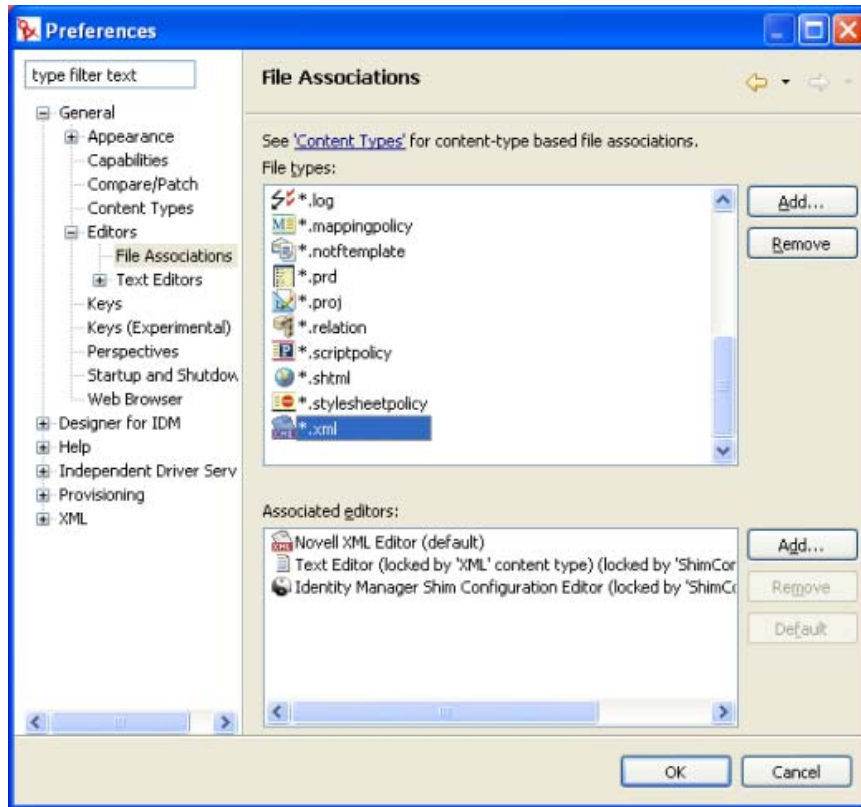 Preferences
type filter text
General
Appearance
Capabilities
Compare/Patch
Content Types
Editors
File Associations
Text Editors
Keys
Keys (Experimental)
Perspectives
Startup and Shutdow
Web Browser
Designer for IDM
Help
Independent Driver Serv
Provisioning
XML
File Associations
See 'Content Types' for content-type based file associations.
File types:
*.log
*.mappingpolicy
*.notftemplate
*.prd
*.proj
*.relation
*.scriptpolicy
*.shtml
*.stylesheetpolicy
*.xml
Add...
Remove
Associated editors:
Novell XML Editor (default)
Text Editor (locked by 'XML' content type) (locked by 'ShimCor
Identity Manager Shim Configuration Editor (locked by 'ShimCo
Add...
Remove
Default
OK
Cancel